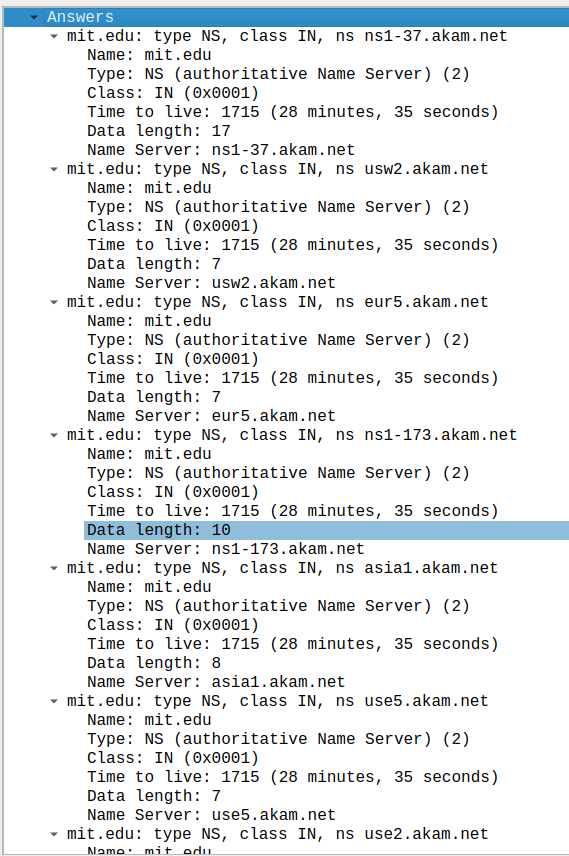 Answers
mit.edu: type NS, class IN, ns ns1-37.akam.net
Name: mit.edu
Type: NS (authoritative Name Server) (2)
Class: IN (0x0001)
Time to live: 1715 (28 minutes, 35 seconds)
Data length: 17
Name Server: ns1-37.akam.net
mit.edu: type NS, class IN, ns usw2.akam.net
Name: mit.edu
Type: NS (authoritative Name Server) (2)
Class: IN (0x0001)
Time to live: 1715 (28 minutes, 35 seconds)
Data length: 7
Name Server: usw2.akam.net
mit.edu: type NS, class IN, ns eur5.akam.net
Name: mit.edu
Type: NS (authoritative Name Server) (2)
Class: IN (0x0001)
Time to live: 1715 (28 minutes, 35 seconds)
Data length: 7
Name Server: eur5.akam.net
mit.edu: type NS, class IN, ns ns1-173.akam.net
Name: mit.edu
Type: NS (authoritative Name Server) (2)
Class: IN (0x0001)
Time to live: 1715 (28 minutes, 35 seconds)
Data length: 10
Name Server: ns1-173.akam.net
mit.edu: type NS, class IN, ns asia1.akam.net
Name: mit.edu
Type: NS (authoritative Name Server) (2)
Class: IN (0x0001)
Time to live: 1715 (28 minutes, 35 seconds)
Data length: 8
Name Server: asia1.akam.net
mit.edu: type NS, class IN, ns use5.akam.net
Name: mit.edu
Type: NS (authoritative Name Server) (2)
Class: IN (0x0001)
Time to live: 1715 (28 minutes, 35 seconds)
Data length: 7
Name Server: use5.akam.net
mit.edu: type NS, class IN, ns use2.akam.net
Name: mit.edu